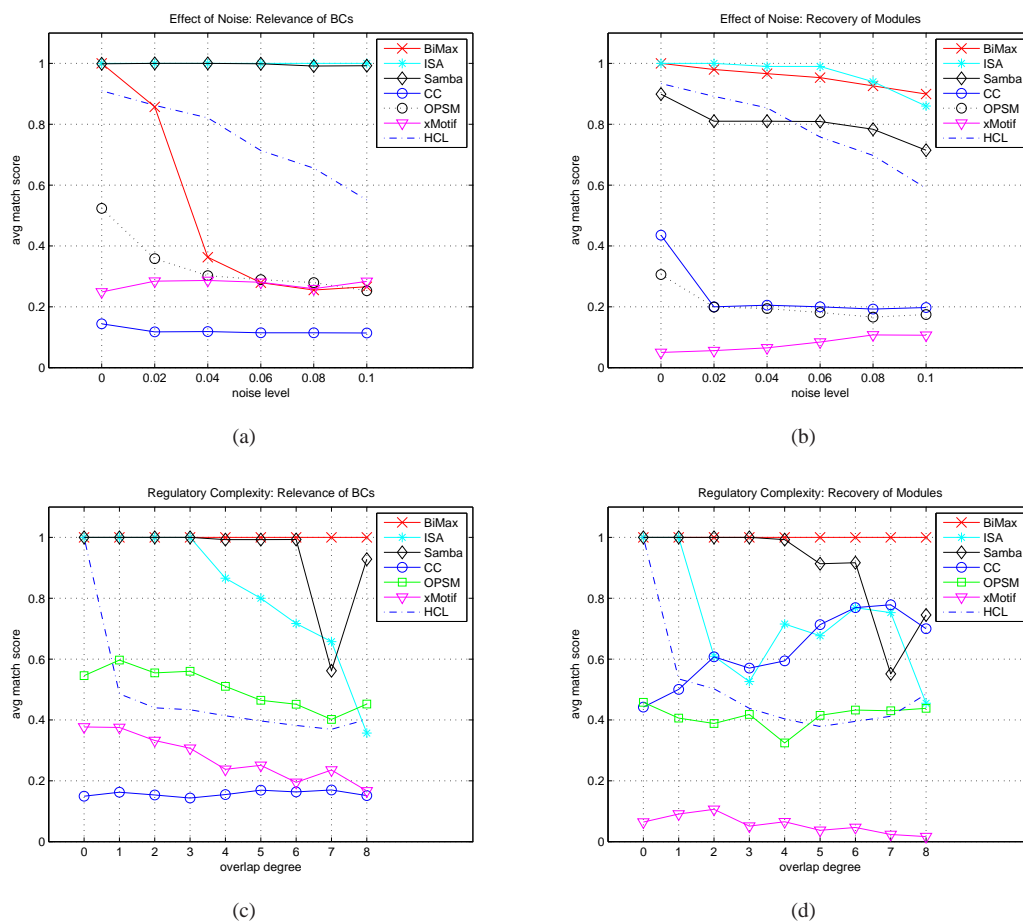 Effect of Noise: Relevance of BCs
1
0.8
0.6
0.4
0.2
0
avg match score
0 0.02 0.04 0.06 0.08 0.1
noise level
BiMax
ISA
Samba
CC
OPSM
xMotif
HCL
(a)
Effect of Noise: Recovery of Modules
1
0.8
0.6
0.4
0.2
0
avg match score
0 0.02 0.04 0.06 0.08 0.1
noise level
BiMax
ISA
Samba
CC
OPSM
xMotif
HCL
(b)
Regulatory Complexity: Relevance of BCs
1
0.8
0.6
0.4
0.2
0
avg match score
0 1 2 3 4 5 6 7 8
overlap degree
BiMax
ISA
Samba
CC
OPSM
xMotif
HCL
(c)
Regulatory Complexity: Recovery of Modules
1
0.8
0.6
0.4
0.2
0
avg match score
0 1 2 3 4 5 6 7 8
overlap degree
BiMax
ISA
Samba
CC
OPSM
xMotif
HCL
(d)